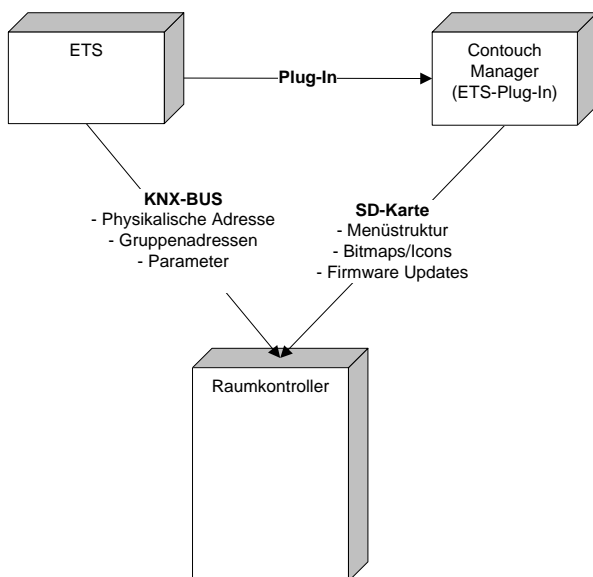 ETS
Plug-In
Contouch
Manager
(ETS-Plug-In)
KNX-BUS
- Physikalische Adresse
- Gruppenadressen
- Parameter
SD-Karte
- Menüstruktur
- Bitmaps/Icons
- Firmware Updates
Raumkontroller